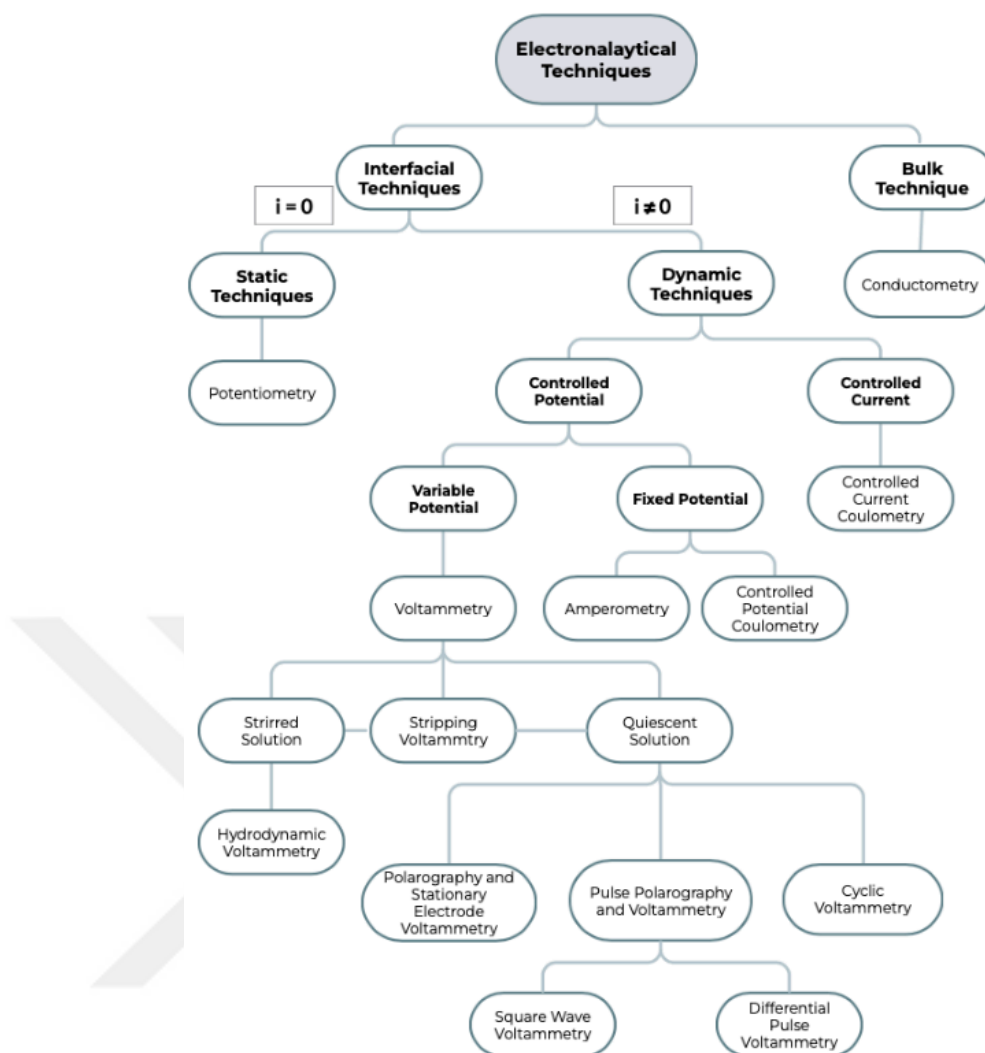 Electronalaytical
Techniques
Interfacial
Techniques
Bulk
Technique
i = 0
i ≠ 0
Static
Techniques
Dynamic
Techniques
Conductometry
Potentiometry
Controlled
Potential
Controlled
Current
Variable
Potential
Fixed Potential
Controlled
Current
Coulometry
Voltammetry
Amperometry
Controlled
Potential
Coulometry
Strirred
Solution
Stripping
Voltammtry
Quiescent
Solution
Hydrodynamic
Voltammetry
Polarography and
Stationary
Electrode
Voltammetry
Pulse Polarography
and Voltammetry
Cyclic
Voltammetry
Square Wave
Voltammetry
Differential
Pulse
Voltammetry